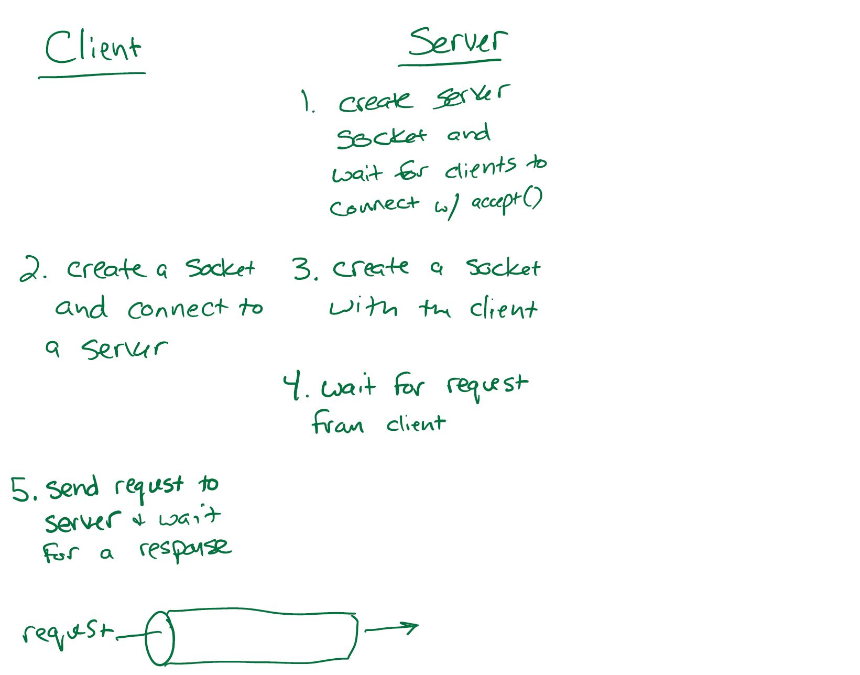 Client
Server
1. create server
socket and
wait for clients to
connect w/ accept()
2. create a socket
and connect to
a server
3. create a socket
with the client
4. wait for request
from client
5. send request to
server & wait
for a response
request